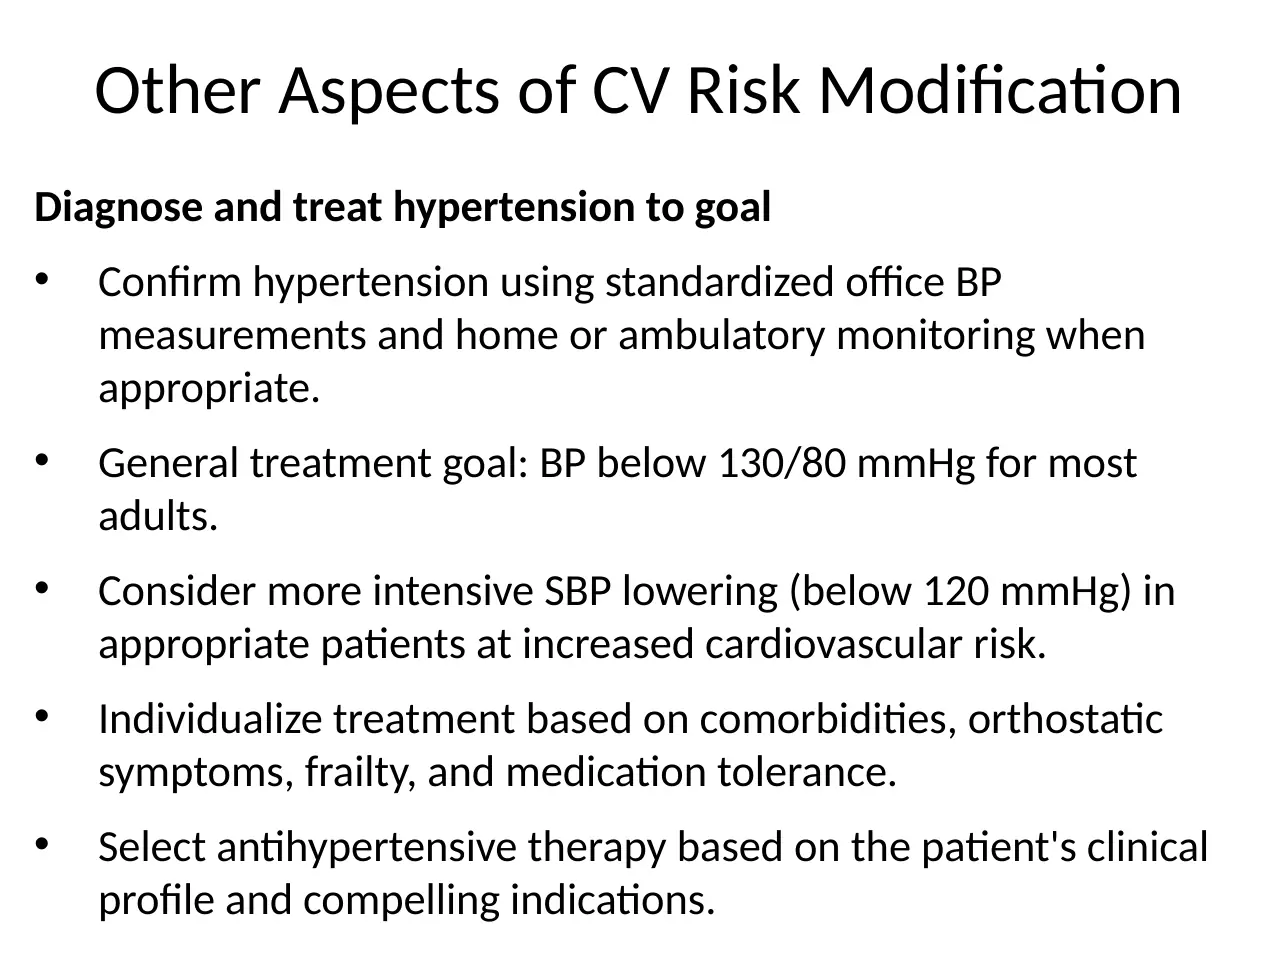 Other Aspects of CV Risk Modification
Diagnose and treat hypertension to goal
• Confirm hypertension using standardized office BP
measurements and home or ambulatory monitoring when
appropriate.
• General treatment goal: BP below 130/80 mmHg for most
adults.
• Consider more intensive SBP lowering (below 120 mmHg) in
appropriate patients at increased cardiovascular risk.
• Individualize treatment based on comorbidities, orthostatic
symptoms, frailty, and medication tolerance.
• Select antihypertensive therapy based on the patient's clinical
profile and compelling indications.